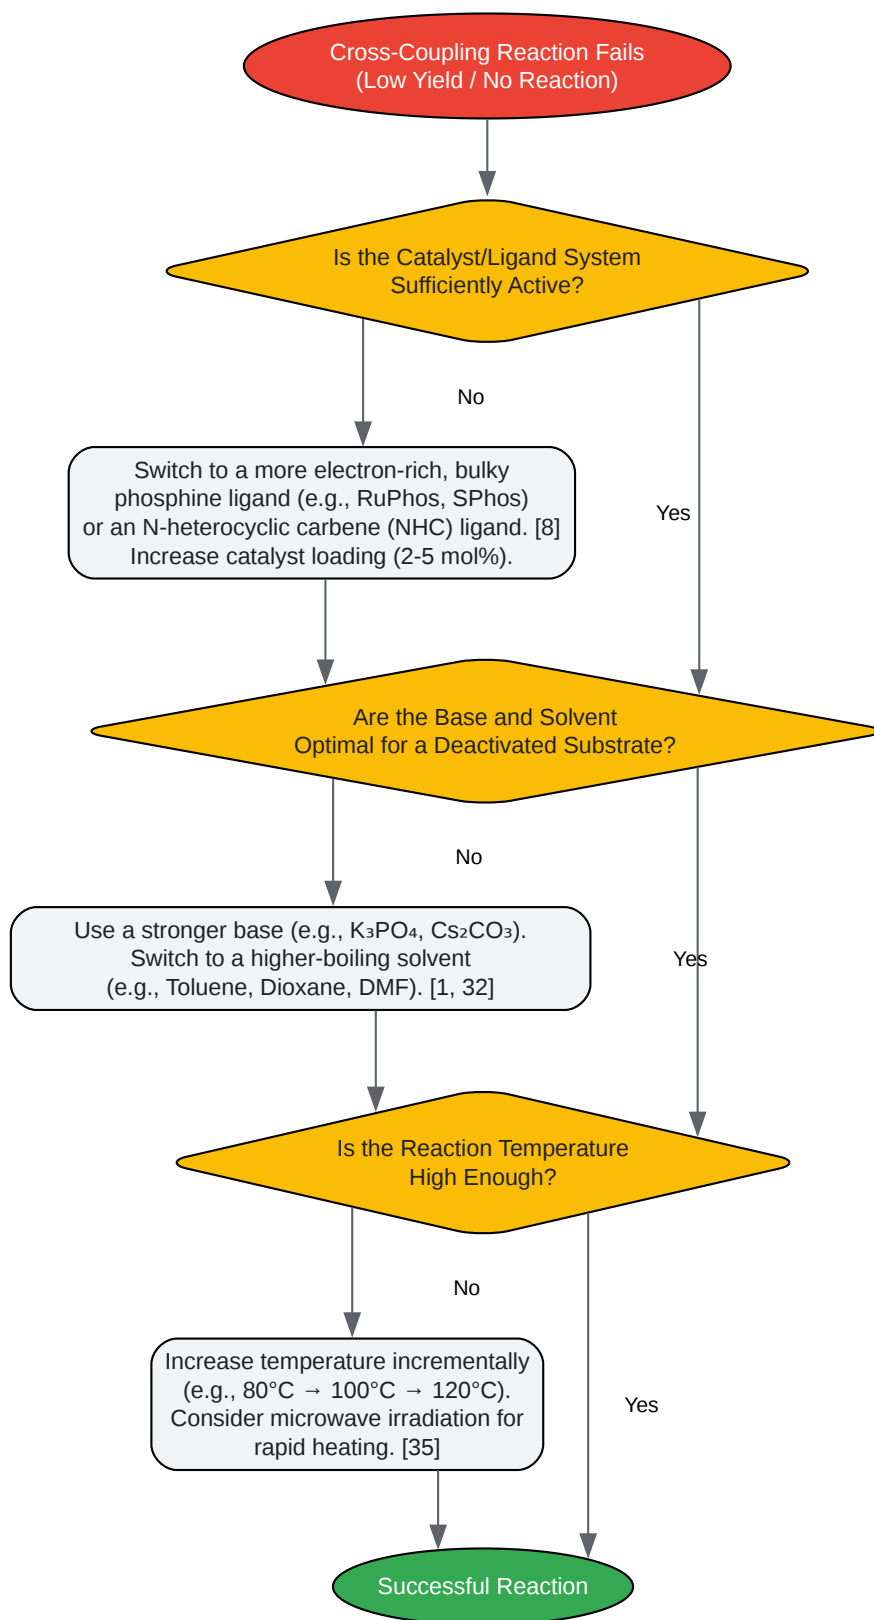 Cross-Coupling Reaction Fails
(Low Yield / No Reaction)
Is the Catalyst/Ligand System
Sufficiently Active?
No
Switch to a more electron-rich, bulky
phosphine ligand (e.g., RuPhos, SPhos)
or an N-heterocyclic carbene (NHC) ligand. [8]
Increase catalyst loading (2-5 mol%).
Yes
Are the Base and Solvent
Optimal for a Deactivated Substrate?
No
Use a stronger base (e.g., K₃PO₄, Cs₂CO₃).
Switch to a higher-boiling solvent
(e.g., Toluene, Dioxane, DMF). [1, 32]
Yes
Is the Reaction Temperature
High Enough?
No
Increase temperature incrementally
(e.g., 80°C → 100°C → 120°C).
Consider microwave irradiation for
rapid heating. [35]
Yes
Successful Reaction